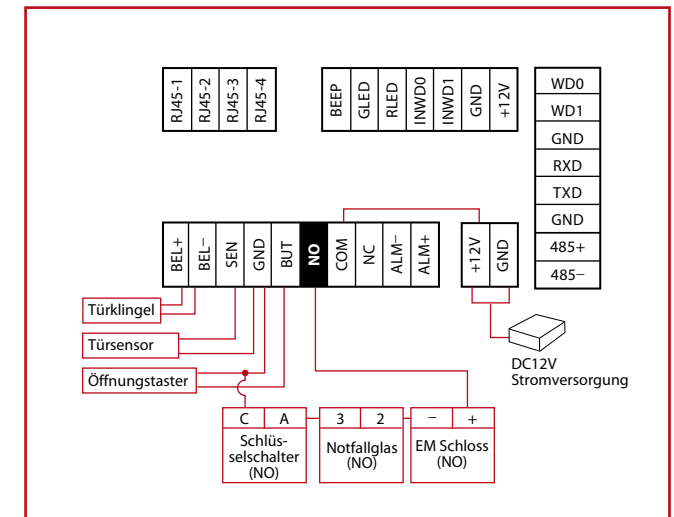 RJ45-1
RJ45-2
RJ45-3
RJ45-4
BEEP
GLED
RLED
INWD0
INWD1
GND
+12V
WD0
WD1
GND
RXD
TXD
GND
485+
485−
BEL+
BEL−
SEN
GND
BUT
NO
COM
NC
ALM−
ALM+
+12V
GND
Türklingel
Türsensor
Öffnungstaster
DC12V
Stromversorgung
C A
Schlüs-
selschalter
(NO)
3 2
Notfallglas
(NO)
− +
EM Schloss
(NO)